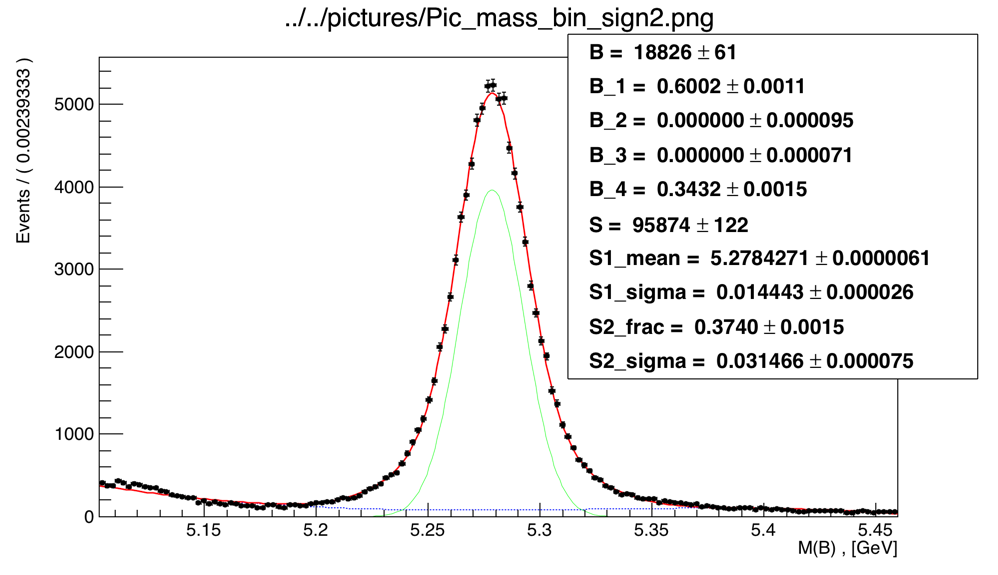 ../../pictures/Pic_mass_bin_sign2.png
B = 18826 ± 61
B_1 = 0.6002 ± 0.0011
B_2 = 0.000000 ± 0.000095
B_3 = 0.000000 ± 0.000071
B_4 = 0.3432 ± 0.0015
S = 95874 ± 122
S1_mean = 5.2784271 ± 0.0000061
S1_sigma = 0.014443 ± 0.000026
S2_frac = 0.3740 ± 0.0015
S2_sigma = 0.031466 ± 0.000075
Events / ( 0.00239333 )
5000
4000
3000
2000
1000
0
5.15 5.2 5.25 5.3 5.35 5.4 5.45
M(B) , [GeV]